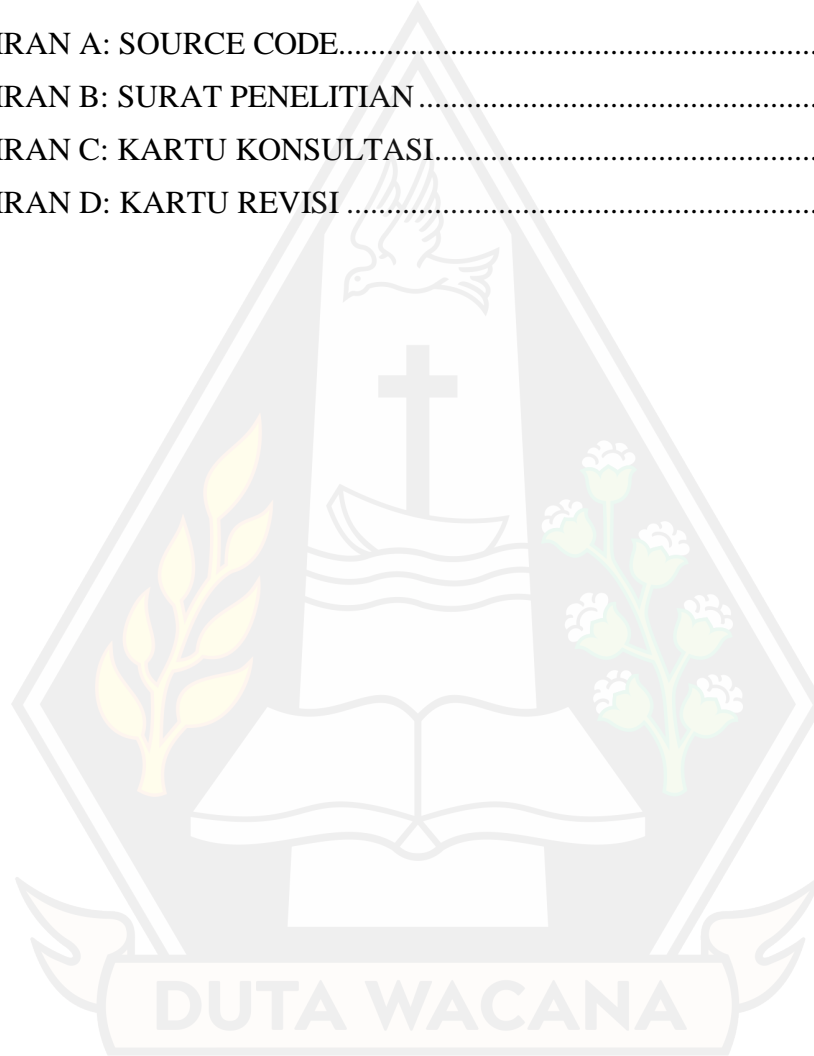 IRAN A: SOURCE CODE..........................................................
IRAN B: SURAT PENELITIAN..................................................
IRAN C: KARTU KONSULTASI................................................
IRAN D: KARTU REVISI...........................................................
DUTA WACANA